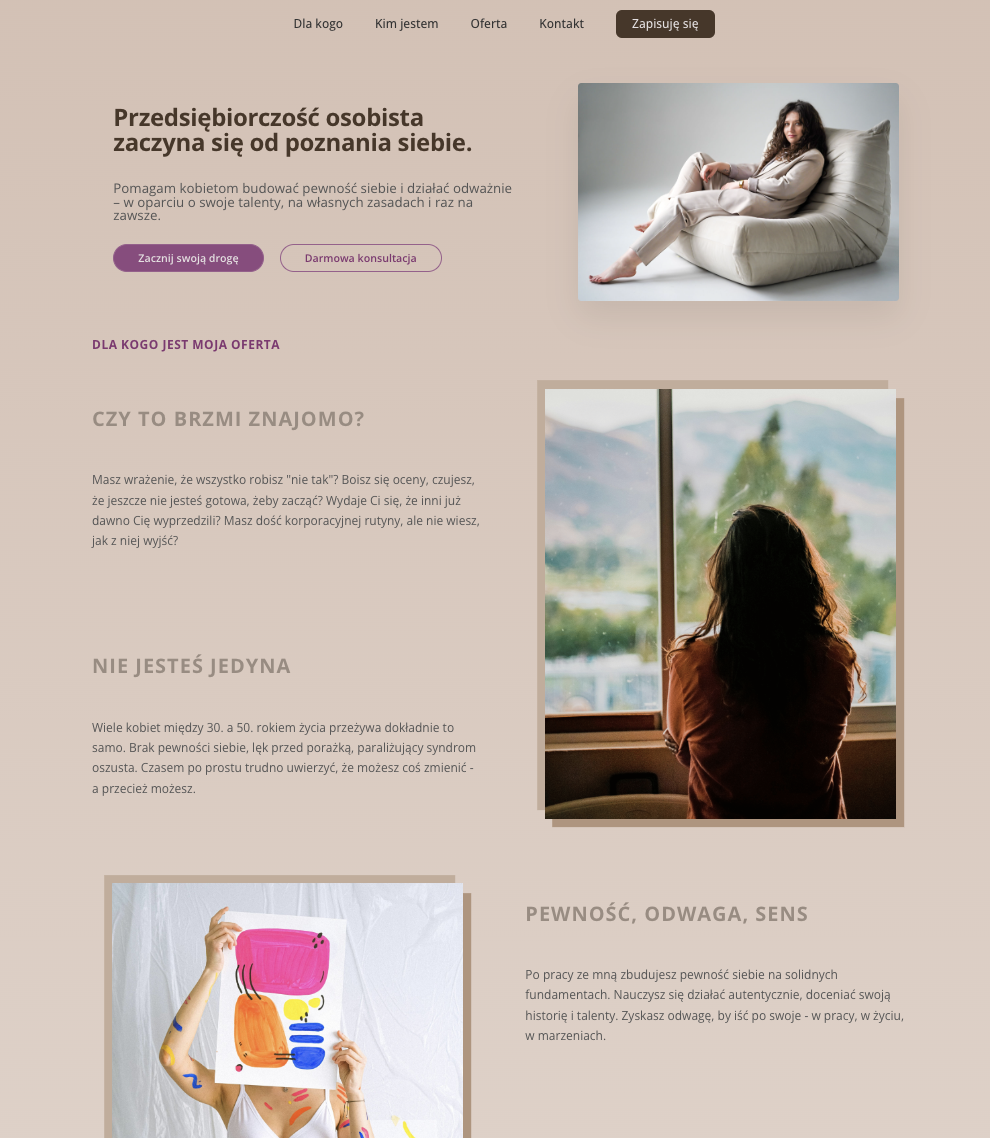 Dla kogo Kim jestem Oferta Kontakt Zapisuję się
Przedsiębiorczość osobista
zaczyna się od poznania siebie.
Pomagam kobietom budować pewność siebie i działać odważnie
– w oparciu o swoje talenty, na własnych zasadach i raz na
zawsze.
Zacznij swoją drogę Darmowa konsultacja
DLA KOGO JEST MOJA OFERTA
CZY TO BRZMI ZNAJOMO?
Masz wrażenie, że wszystko robisz "nie tak"? Boisz się oceny, czujesz,
że jeszcze nie jesteś gotowa, żeby zacząć? Wydaje Ci się, że inni już
dawno Cię wyprzedzili? Masz dość korporacyjnej rutyny, ale nie wiesz,
jak z niej wyjść?
NIE JESTEŚ JEDYNA
Wiele kobiet między 30. a 50. rokiem życia przeżywa dokładnie to
samo. Brak pewności siebie, lęk przed porażką, paraliżujący syndrom
oszusta. Czasem po prostu trudno uwierzyć, że możesz coś zmienić -
a przecież możesz.
PEWNOŚĆ, ODWAGA, SENS
Po pracy ze mną zbudujesz pewność siebie na solidnych
fundamentach. Nauczysz się działać autentycznie, doceniać swoją
historię i talenty. Zyskasz odwagę, by iść po swoje - w pracy, w życiu,
w marzeniach.